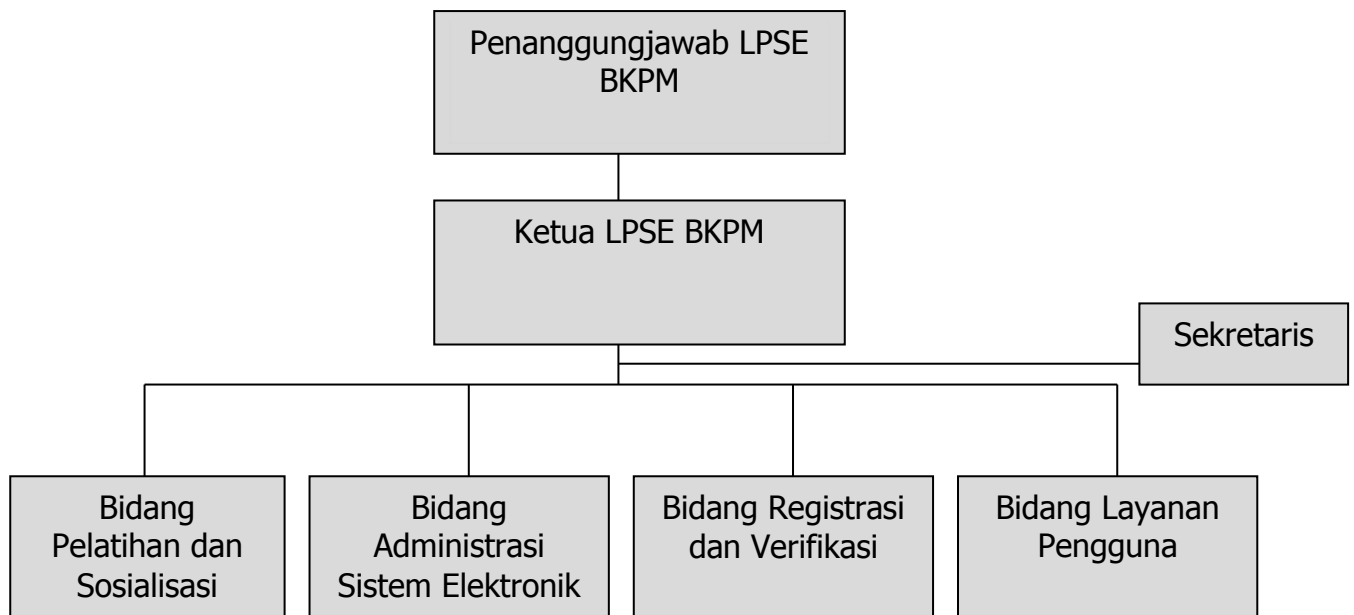 Penanggungjawab LPSE
BKPM
Ketua LPSE BKPM
Sekretaris
Bidang
Pelatihan dan
Sosialisasi
Bidang
Administrasi
Sistem Elektronik
Bidang Registrasi
dan Verifikasi
Bidang Layanan
Pengguna